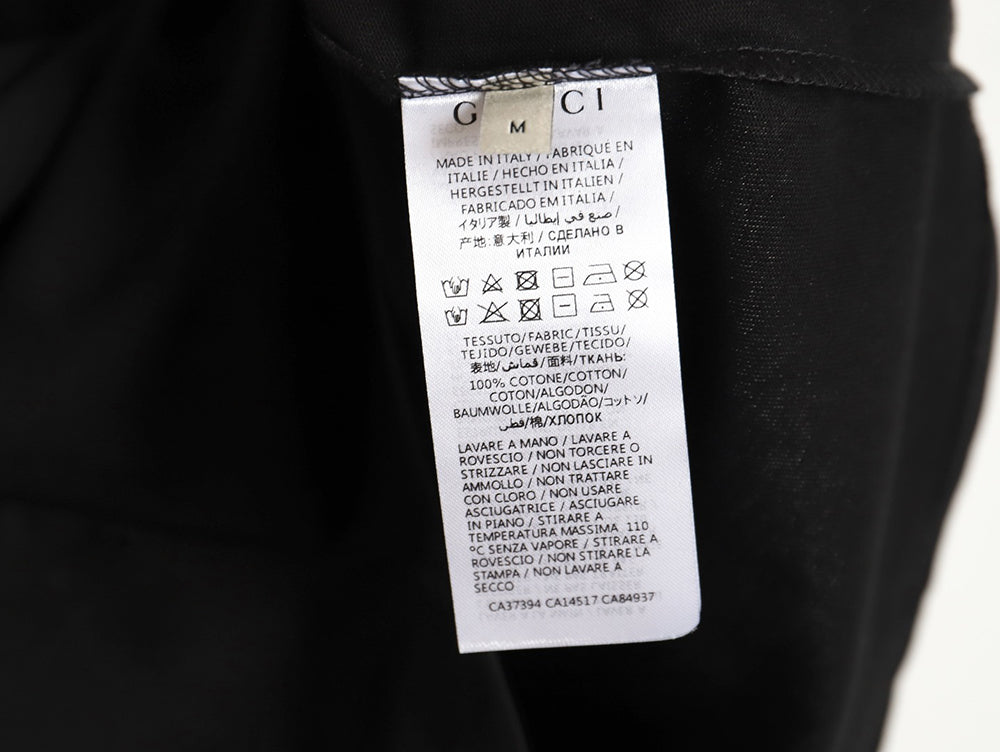 G CI
M
MADE IN ITALY / FABRIQUÉ EN
ITALIE / HECHO EN ITALIA /
HERGESTELLT IN ITALIEN /
FABRICADO EM ITALIA /
イタリア製 / صنع في إيطاليا /
产地:意大利 / СДЕЛАНО В
ИТАЛИИ
TESSUTO/FABRIC/TISSU/
TEJIDO/GEWEBE/TECIDO/
表地/قماش/面料/ТКАНЬ:
100% COTONE/COTTON/
COTON/ALGODON/
BAUMWOLLE/ALGODÃO/コットン/
قطن/棉/ХЛОПОК
LAVARE A MANO / LAVARE A
ROVESCIO / NON TORCERE O
STRIZZARE / NON LASCIARE IN
AMMOLLO / NON TRATTARE
CON CLORO / NON USARE
ASCIUGATRICE / ASCIUGARE
IN PIANO / STIRARE A
TEMPERATURA MASSIMA 110
ºC SENZA VAPORE / STIRARE A
ROVESCIO / NON STIRARE LA
STAMPA / NON LAVARE A
SECCO
CA37394 CA14517 CA84937